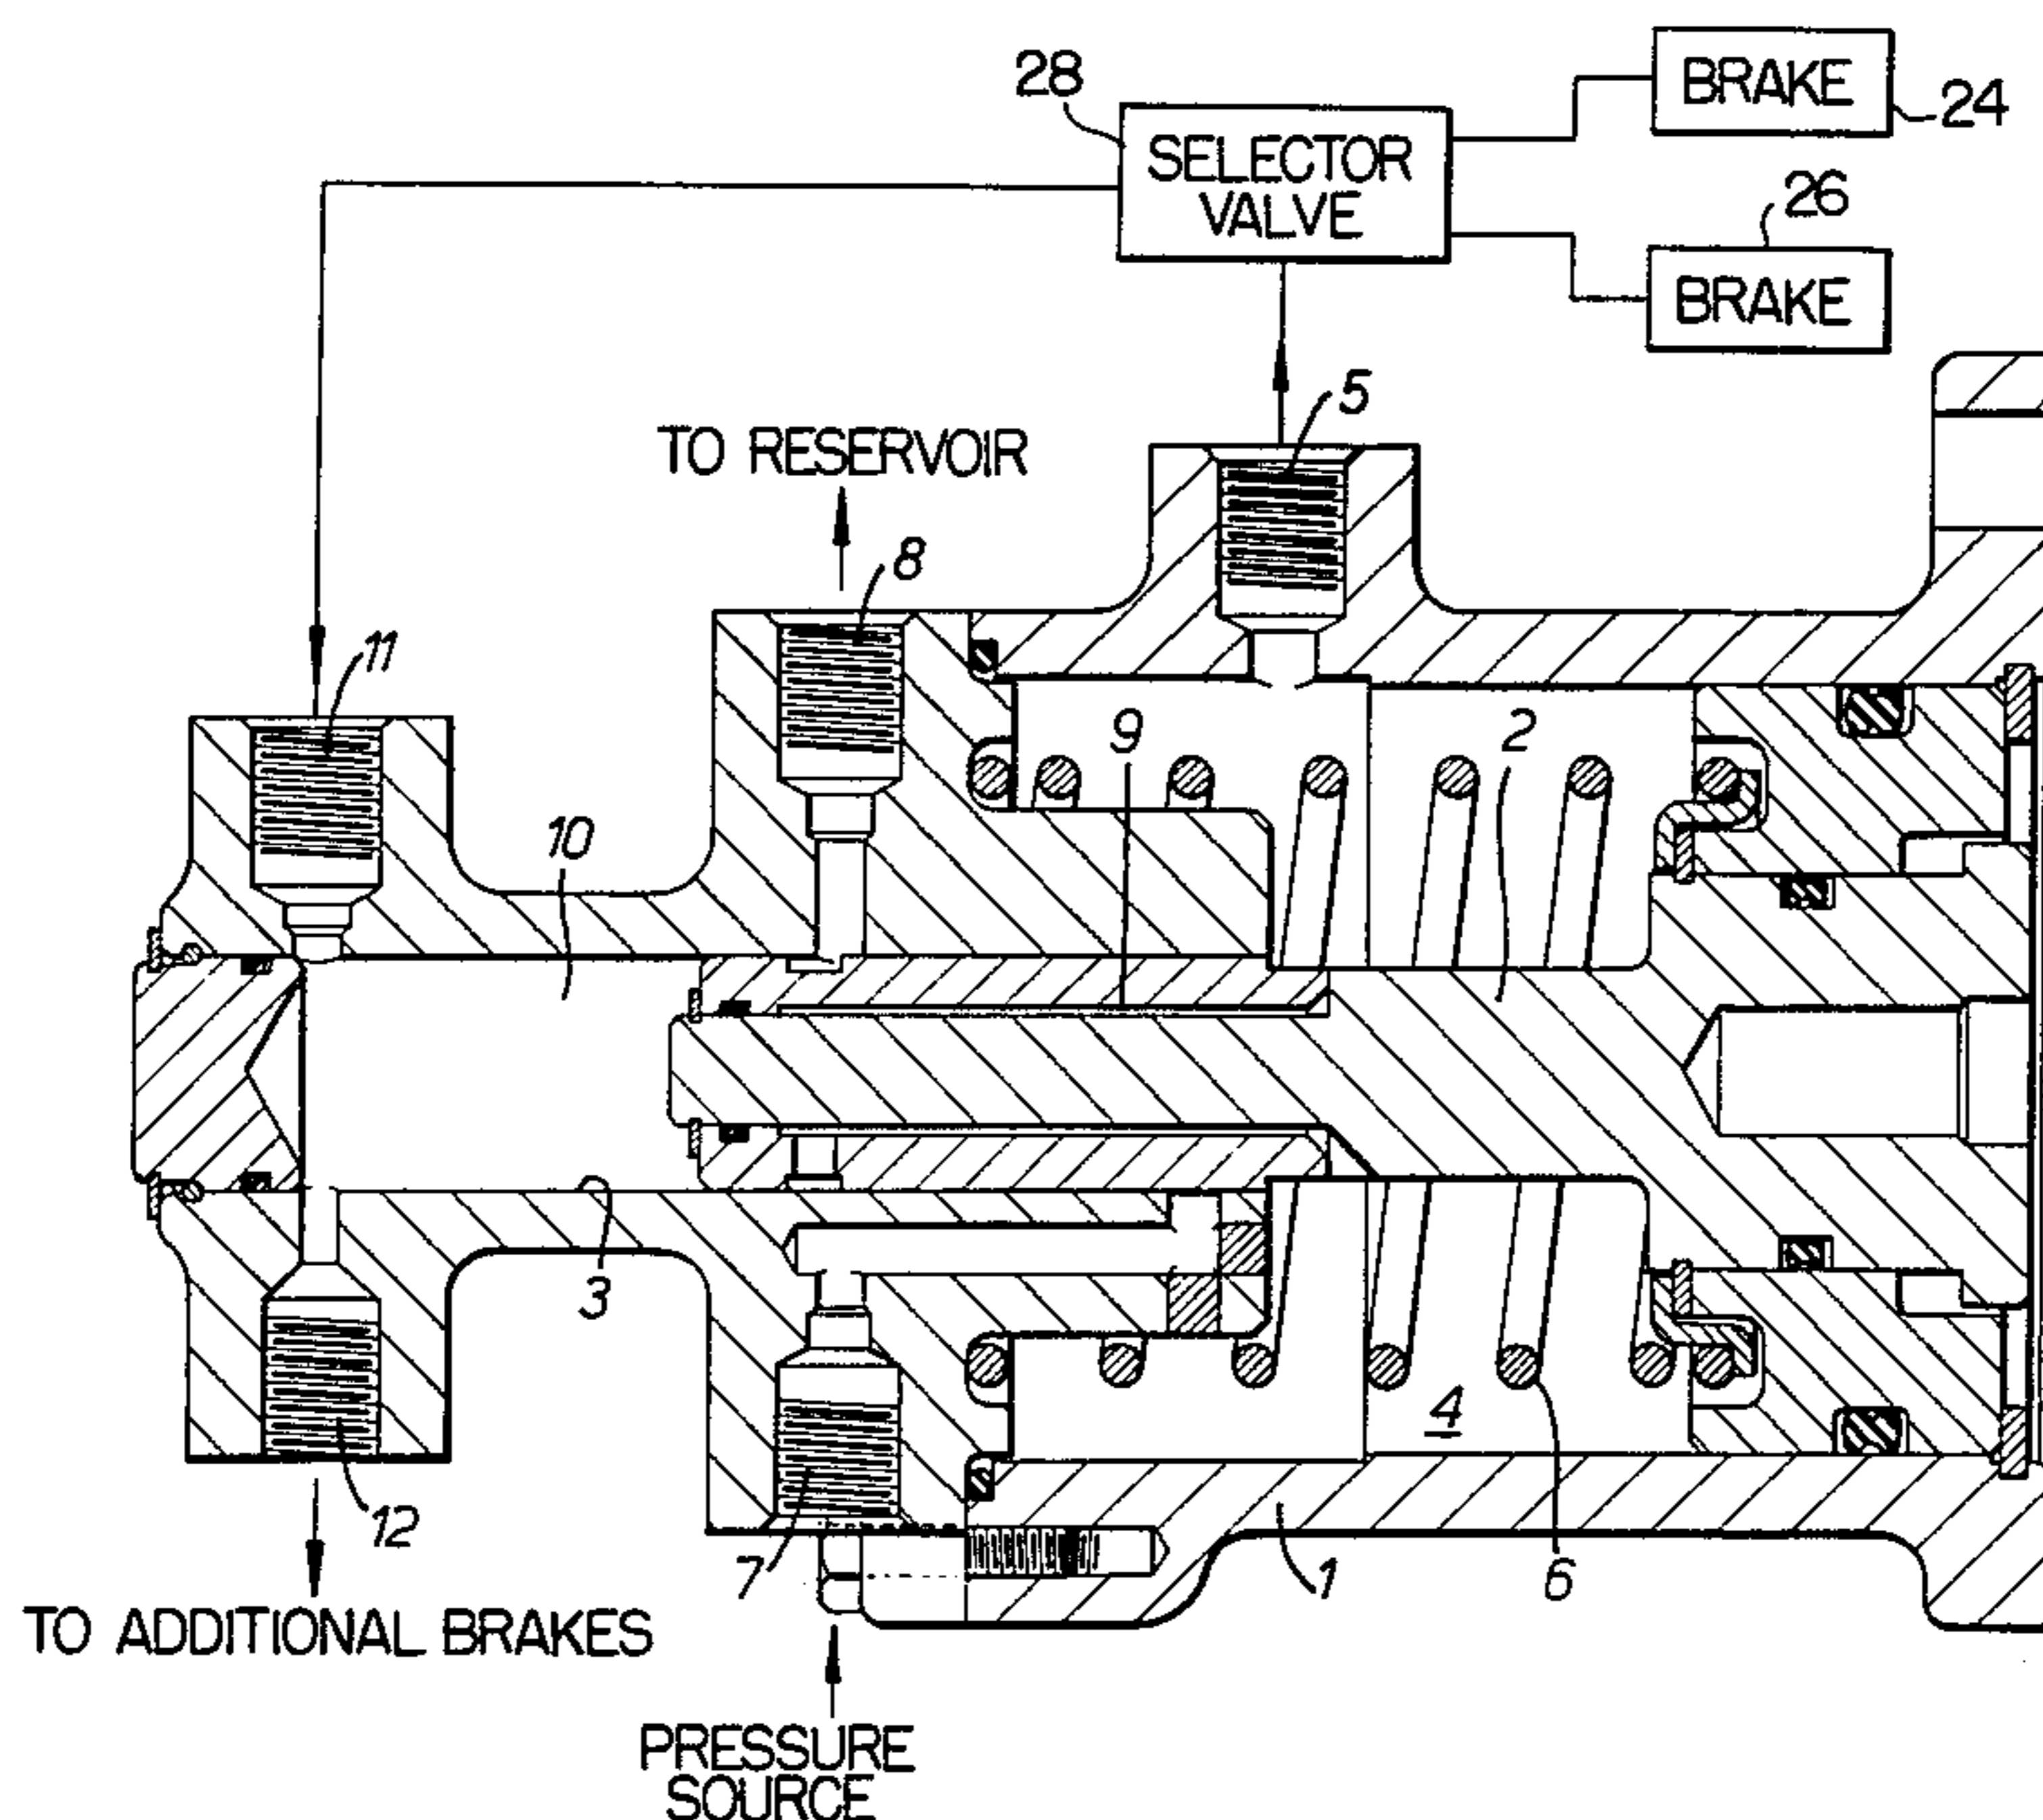 BRAKE
24
28
SELECTOR
VALVE
26
BRAKE
5
TO RESERVOIR
8
11
9
2
10
3
4
12
7
1
6
TO ADDITIONAL BRAKES
PRESSURE
SOURCE